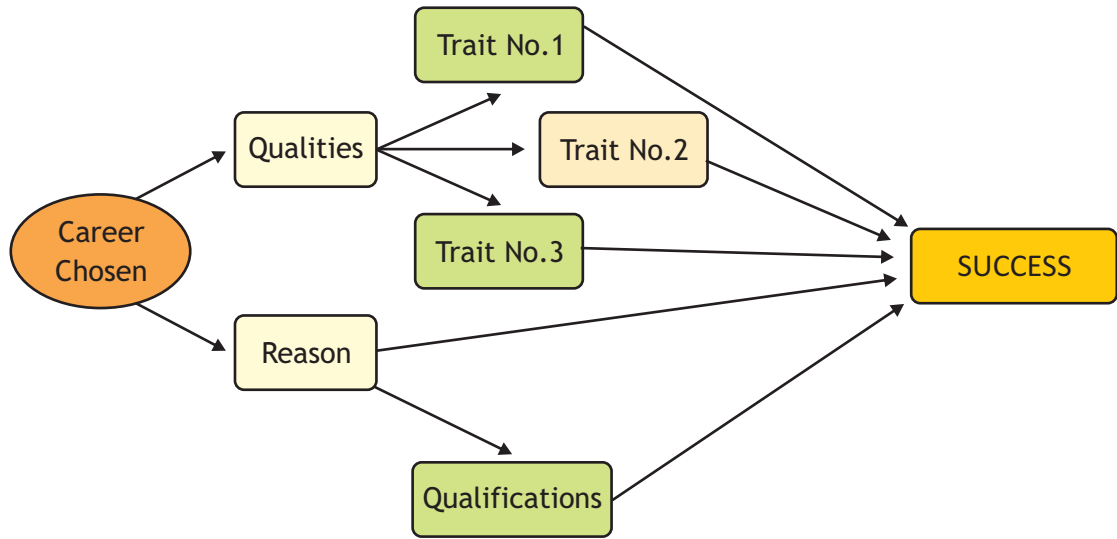 Trait No.1
Qualities
Trait No.2
Career
Chosen
Trait No.3
SUCCESS
Reason
Qualifications